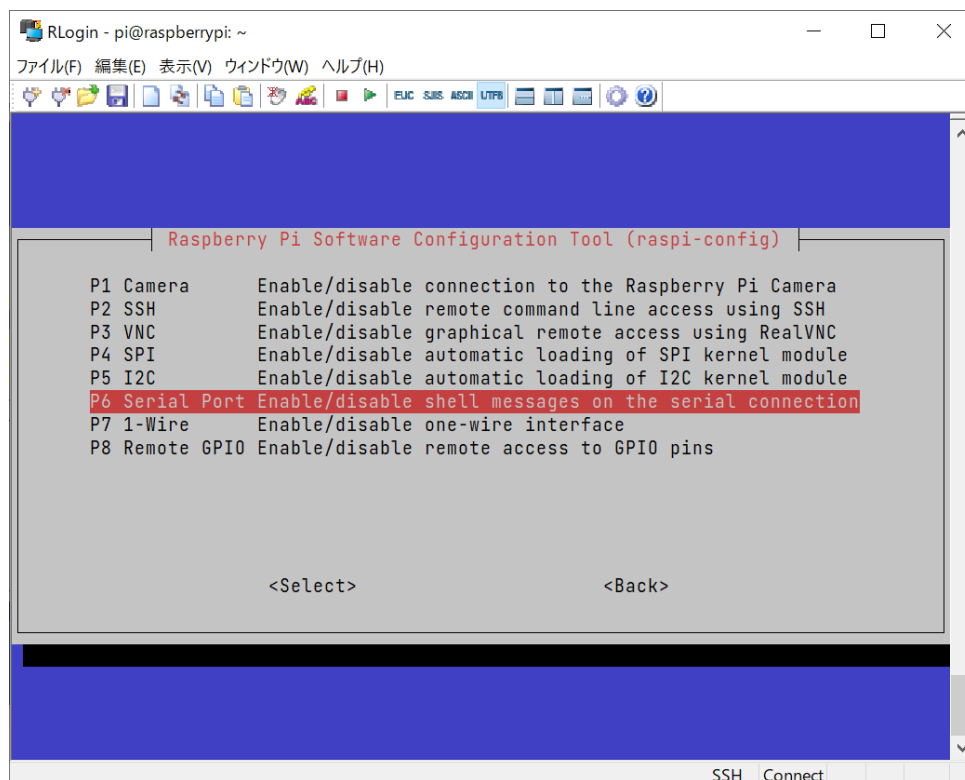 RLogin - pi@raspberrypi: ~
ファイル(F) 編集(E) 表示(V) ウィンドウ(W) ヘルプ(H)
EUC SJIS ASCII UTF8
Raspberry Pi Software Configuration Tool (raspi-config)
P1 Camera Enable/disable connection to the Raspberry Pi Camera
P2 SSH Enable/disable remote command line access using SSH
P3 VNC Enable/disable graphical remote access using RealVNC
P4 SPI Enable/disable automatic loading of SPI kernel module
P5 I2C Enable/disable automatic loading of I2C kernel module
P6 Serial Port Enable/disable shell messages on the serial connection
P7 1-Wire Enable/disable one-wire interface
P8 Remote GPIO Enable/disable remote access to GPIO pins
<Select> <Back>
SSH Connect